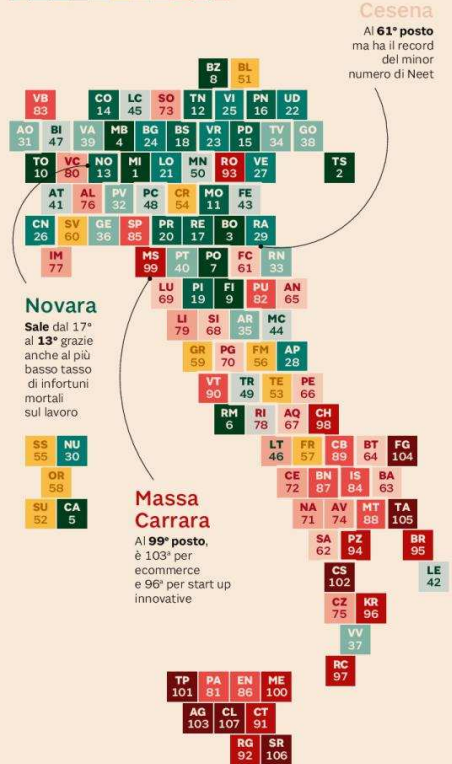 Cesena
Al 61° posto
ma ha il record
del minor
numero di Neet
BZ BL
8 51
VB CO LC SO TN VI PN UD
83 14 45 73 12 25 16 22
AO BI VA MB BG BS VR PD TV GO
31 47 39 4 24 18 23 15 34 38
TO VC NO MI LO MN RO VE TS
10 80 13 1 21 50 93 27 2
AT AL PV PC CR MO FE
41 76 32 48 54 11 43
CN SV GE SP PR RE BO RA
26 60 36 85 20 17 3 29
IM MS PT PO FC RN
77 99 40 7 61 33
LU PI FI PU AN
69 19 9 82 65
LI SI AR MC
79 68 35 44
GR PG FM AP
59 70 56 28
VT TR TE PE
90 49 53 66
RM RI AQ CH
6 78 67 98
LT FR CB BT FG
46 57 89 64 104
CE BN IS BA
72 87 84 63
NA AV MT TA
71 74 88 105
SA PZ BR
62 94 95
CS LE
102 42
CZ KR
75 96
VV
37
RC
97
TP PA EN ME
101 81 86 100
AG CL CT
103 107 91
RG SR
92 106
SS NU
55 30
OR
58
SU CA
52 5
Novara
Sale dal 17°
al 13° grazie
anche al più
basso tasso
di infortuni
mortali
sul lavoro
Massa
Carrara
Al 99° posto,
è 103ª per
ecommerce
e 96ª per start up
innovative